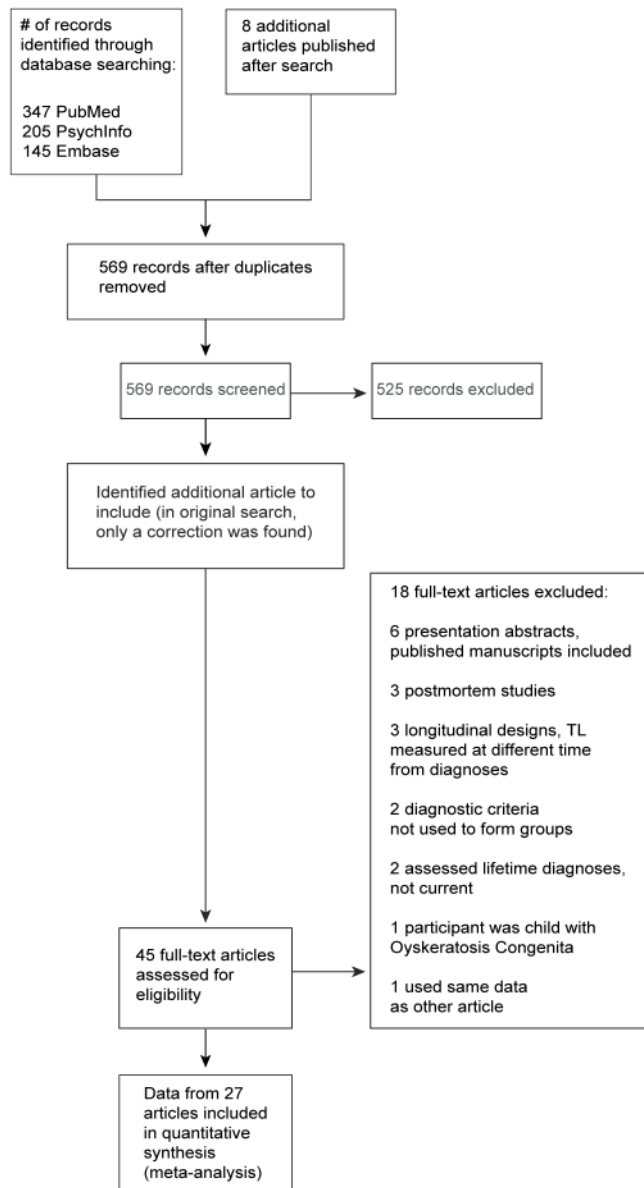 # of records
identified through
database searching:
347 PubMed
205 PsychInfo
145 Embase
8 additional
articles published
after search
569 records after duplicates
removed
569 records screened
525 records excluded
Identified additional article to
include (in original search,
only a correction was found)
18 full-text articles excluded:
6 presentation abstracts,
published manuscripts included
3 postmortem studies
3 longitudinal designs, TL
measured at different time
from diagnoses
2 diagnostic criteria
not used to form groups
2 assessed lifetime diagnoses,
not current
1 participant was child with
Oyskeratosis Congenita
1 used same data
as other article
45 full-text articles
assessed for
eligibility
Data from 27
articles included
in quantitative
synthesis
(meta-analysis)